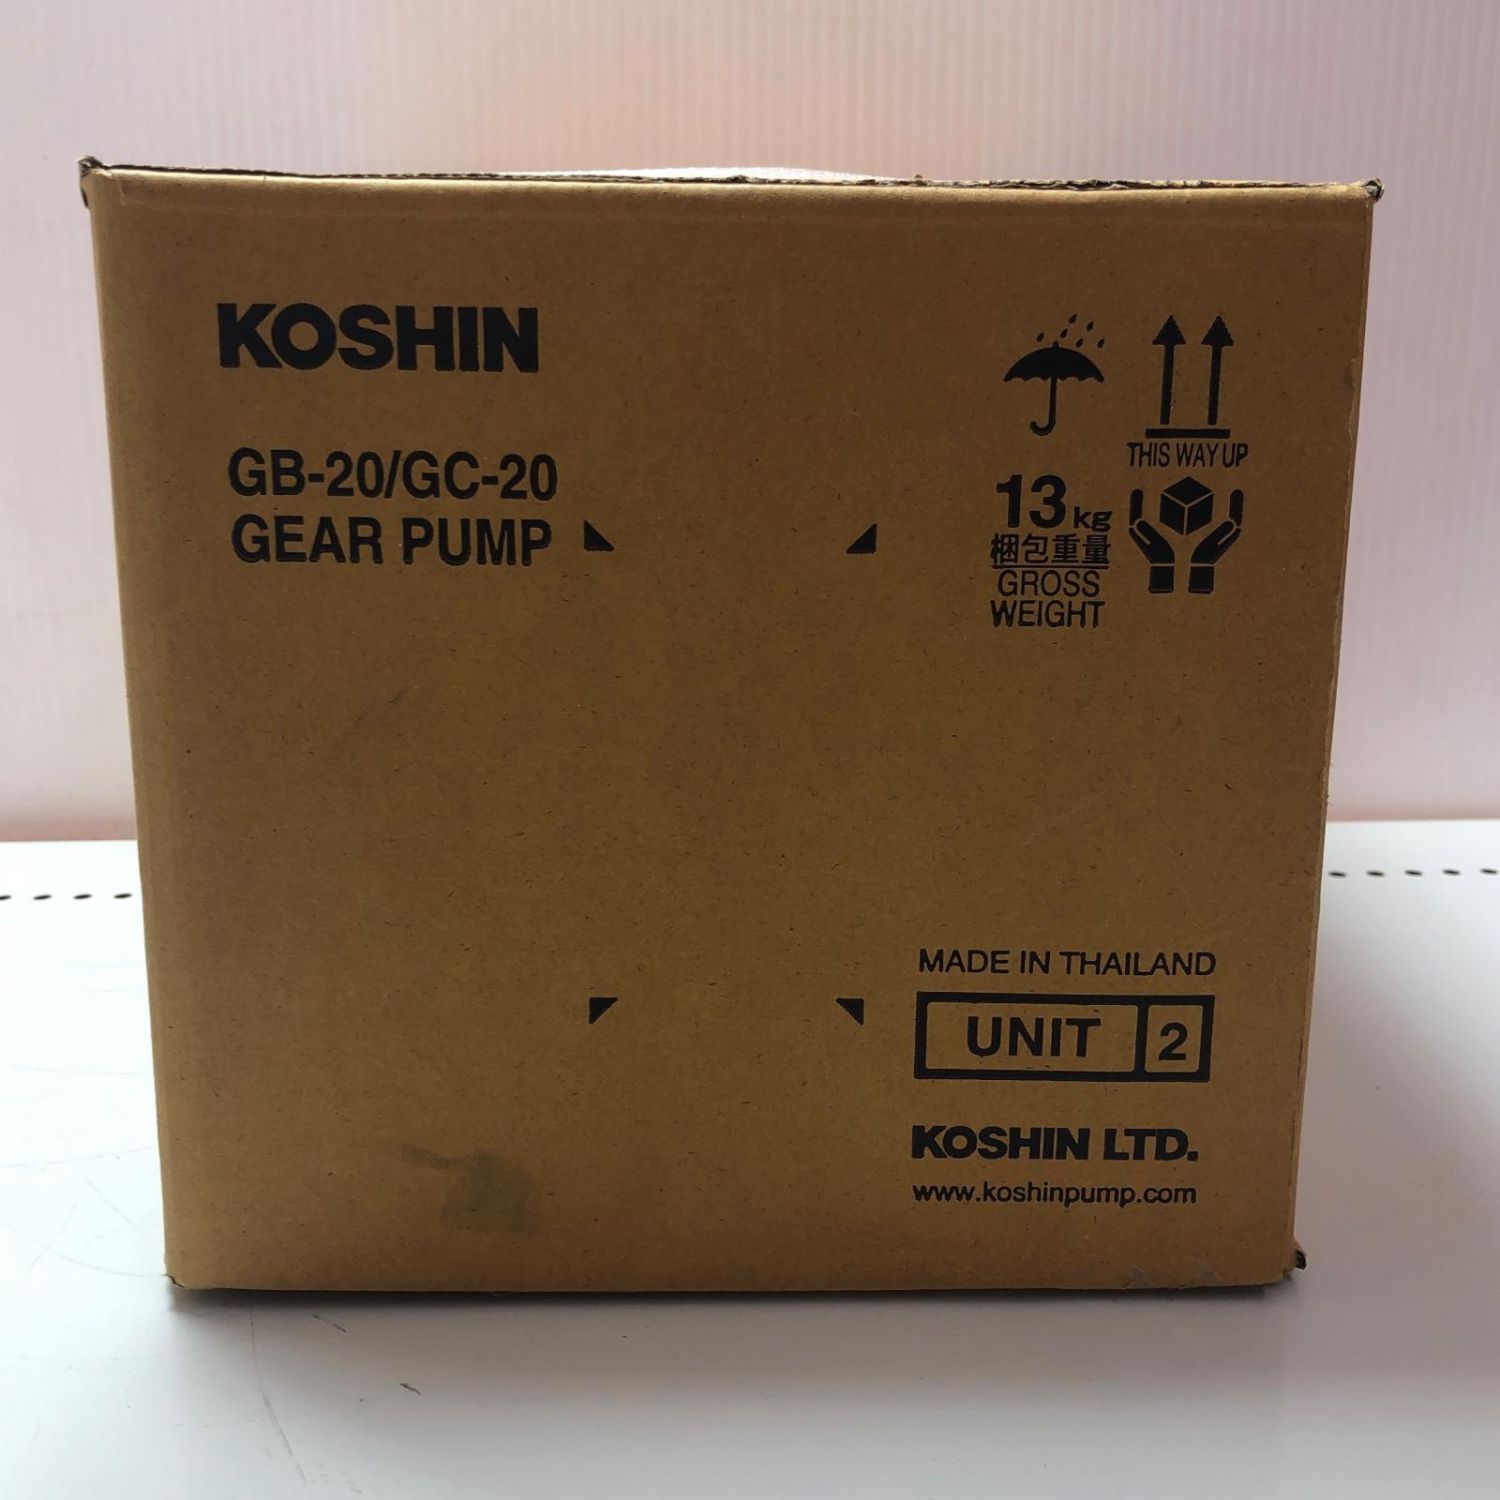 KOSHIN
GB-20/GC-20
GEAR PUMP
THIS WAY UP
13kg
梱包重量
GROSS
WEIGHT
MADE IN THAILAND
UNIT 2
KOSHIN LTD.
www.koshinpump.com